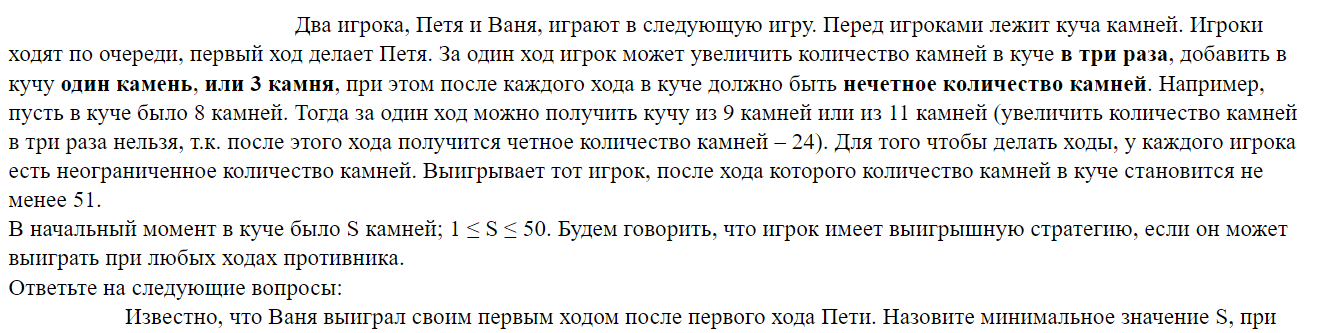 Два игрока, Петя и Ваня, играют в следующую игру. Перед игроками лежит куча камней. Игроки
ходят по очереди, первый ход делает Петя. За один ход игрок может увеличить количество камней в куче в три раза, добавить в
кучу один камень, или 3 камня, при этом после каждого хода в куче должно быть нечетное количество камней. Например,
пусть в куче было 8 камней. Тогда за один ход можно получить кучу из 9 камней или из 11 камней (увеличить количество камней
в три раза нельзя, т.к. после этого хода получится четное количество камней – 24). Для того чтобы делать ходы, у каждого игрока
есть неограниченное количество камней. Выигрывает тот игрок, после хода которого количество камней в куче становится не
менее 51.
В начальный момент в куче было S камней; 1 ≤ S ≤ 50. Будем говорить, что игрок имеет выигрышную стратегию, если он может
выиграть при любых ходах противника.
Ответьте на следующие вопросы:
Известно, что Ваня выиграл своим первым ходом после первого хода Пети. Назовите минимальное значение S, при